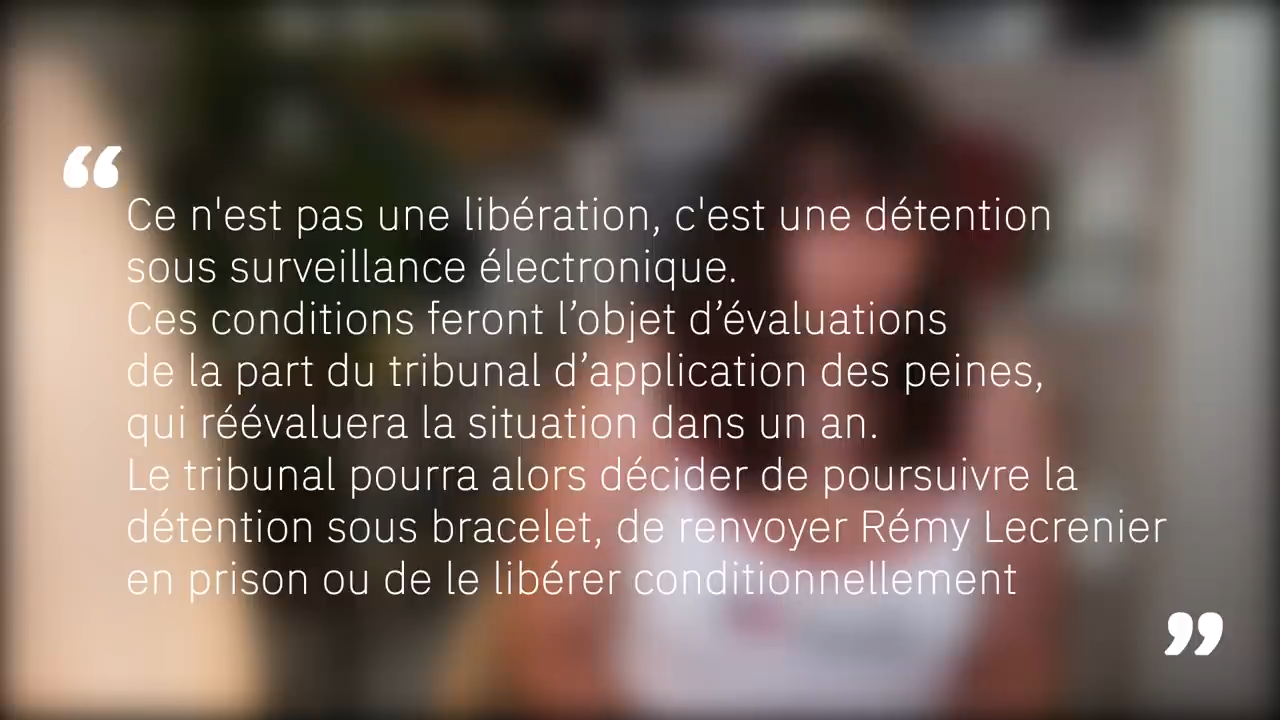 “
Ce n'est pas une libération, c'est une détention
sous surveillance électronique.
Ces conditions feront l’objet d’évaluations
de la part du tribunal d’application des peines,
qui réévaluera la situation dans un an.
Le tribunal pourra alors décider de poursuivre la
détention sous bracelet, de renvoyer Rémy Lecrenier
en prison ou de le libérer conditionnellement
”